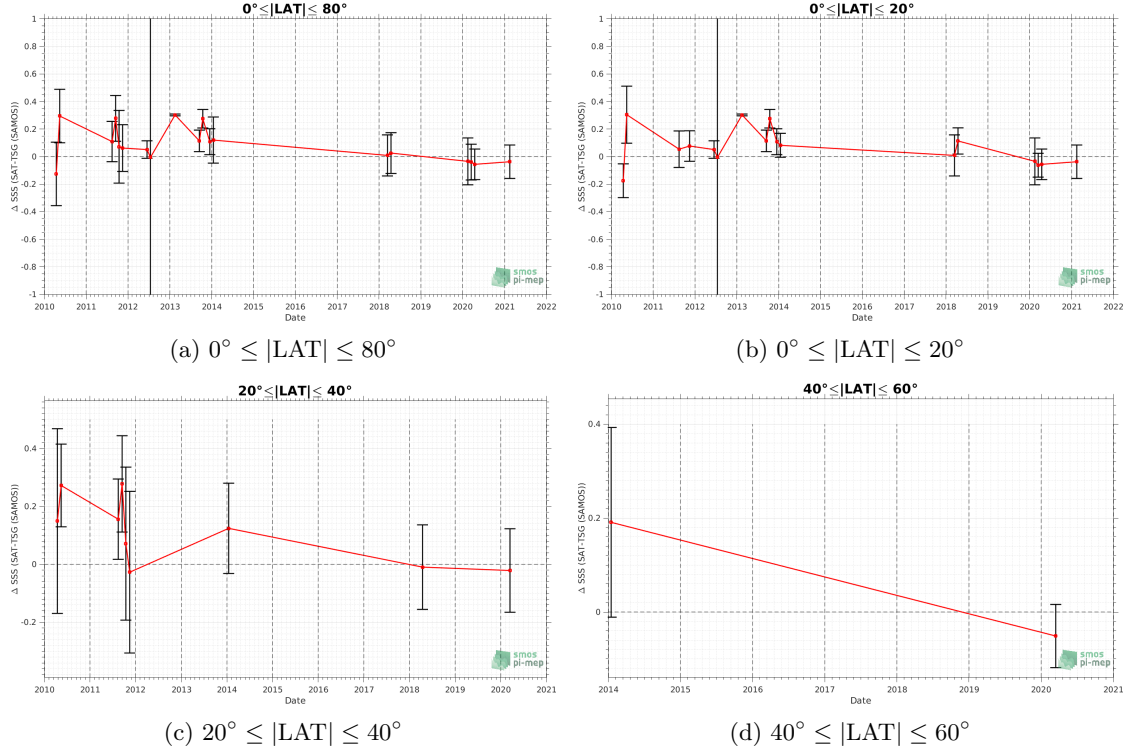 0°≤|LAT|≤ 80°
Δ SSS (SAT-TSG (SAMOS))
1
0.8
0.6
0.4
0.2
0
-0.2
-0.4
-0.6
-0.8
-1
2010 2011 2012 2013 2014 2015 2016 2017 2018 2019 2020 2021 2022
Date
smos
pi-mep
(a) 0° ≤ |LAT| ≤ 80°
0°≤|LAT|≤ 20°
Δ SSS (SAT-TSG (SAMOS))
1
0.8
0.6
0.4
0.2
0
-0.2
-0.4
-0.6
-0.8
-1
2010 2011 2012 2013 2014 2015 2016 2017 2018 2019 2020 2021 2022
Date
smos
pi-mep
(b) 0° ≤ |LAT| ≤ 20°
20°≤|LAT|≤ 40°
Δ SSS (SAT-TSG (SAMOS))
0.4
0.2
0
-0.2
2010 2011 2012 2013 2014 2015 2016 2017 2018 2019 2020 2021
Date
smos
pi-mep
(c) 20° ≤ |LAT| ≤ 40°
40°≤|LAT|≤ 60°
Δ SSS (SAT-TSG (SAMOS))
0.4
0.2
0
2014 2015 2016 2017 2018 2019 2020 2021
Date
smos
pi-mep
(d) 40° ≤ |LAT| ≤ 60°